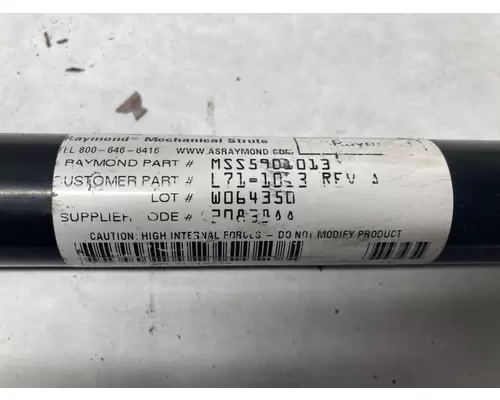 Raymond® Mechanical Struts
TEL 800-646-6416 WWW.ASRAYMOND.COM
RAYMOND PART # MSS5901013
CUSTOMER PART # L71-1013 REV A
LOT # W064350
SUPPLIER CODE #
CAUTION: HIGH INTERNAL FORCES - DO NOT MODIFY PRODUCT